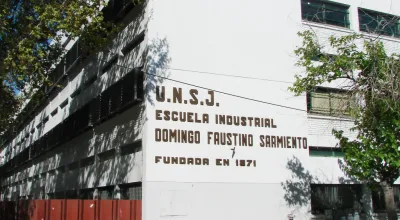 U.N.S.J.
ESCUELA INDUSTRIAL
DOMINGO FAUSTINO SARMIENTO
FUNDADA EN 1871